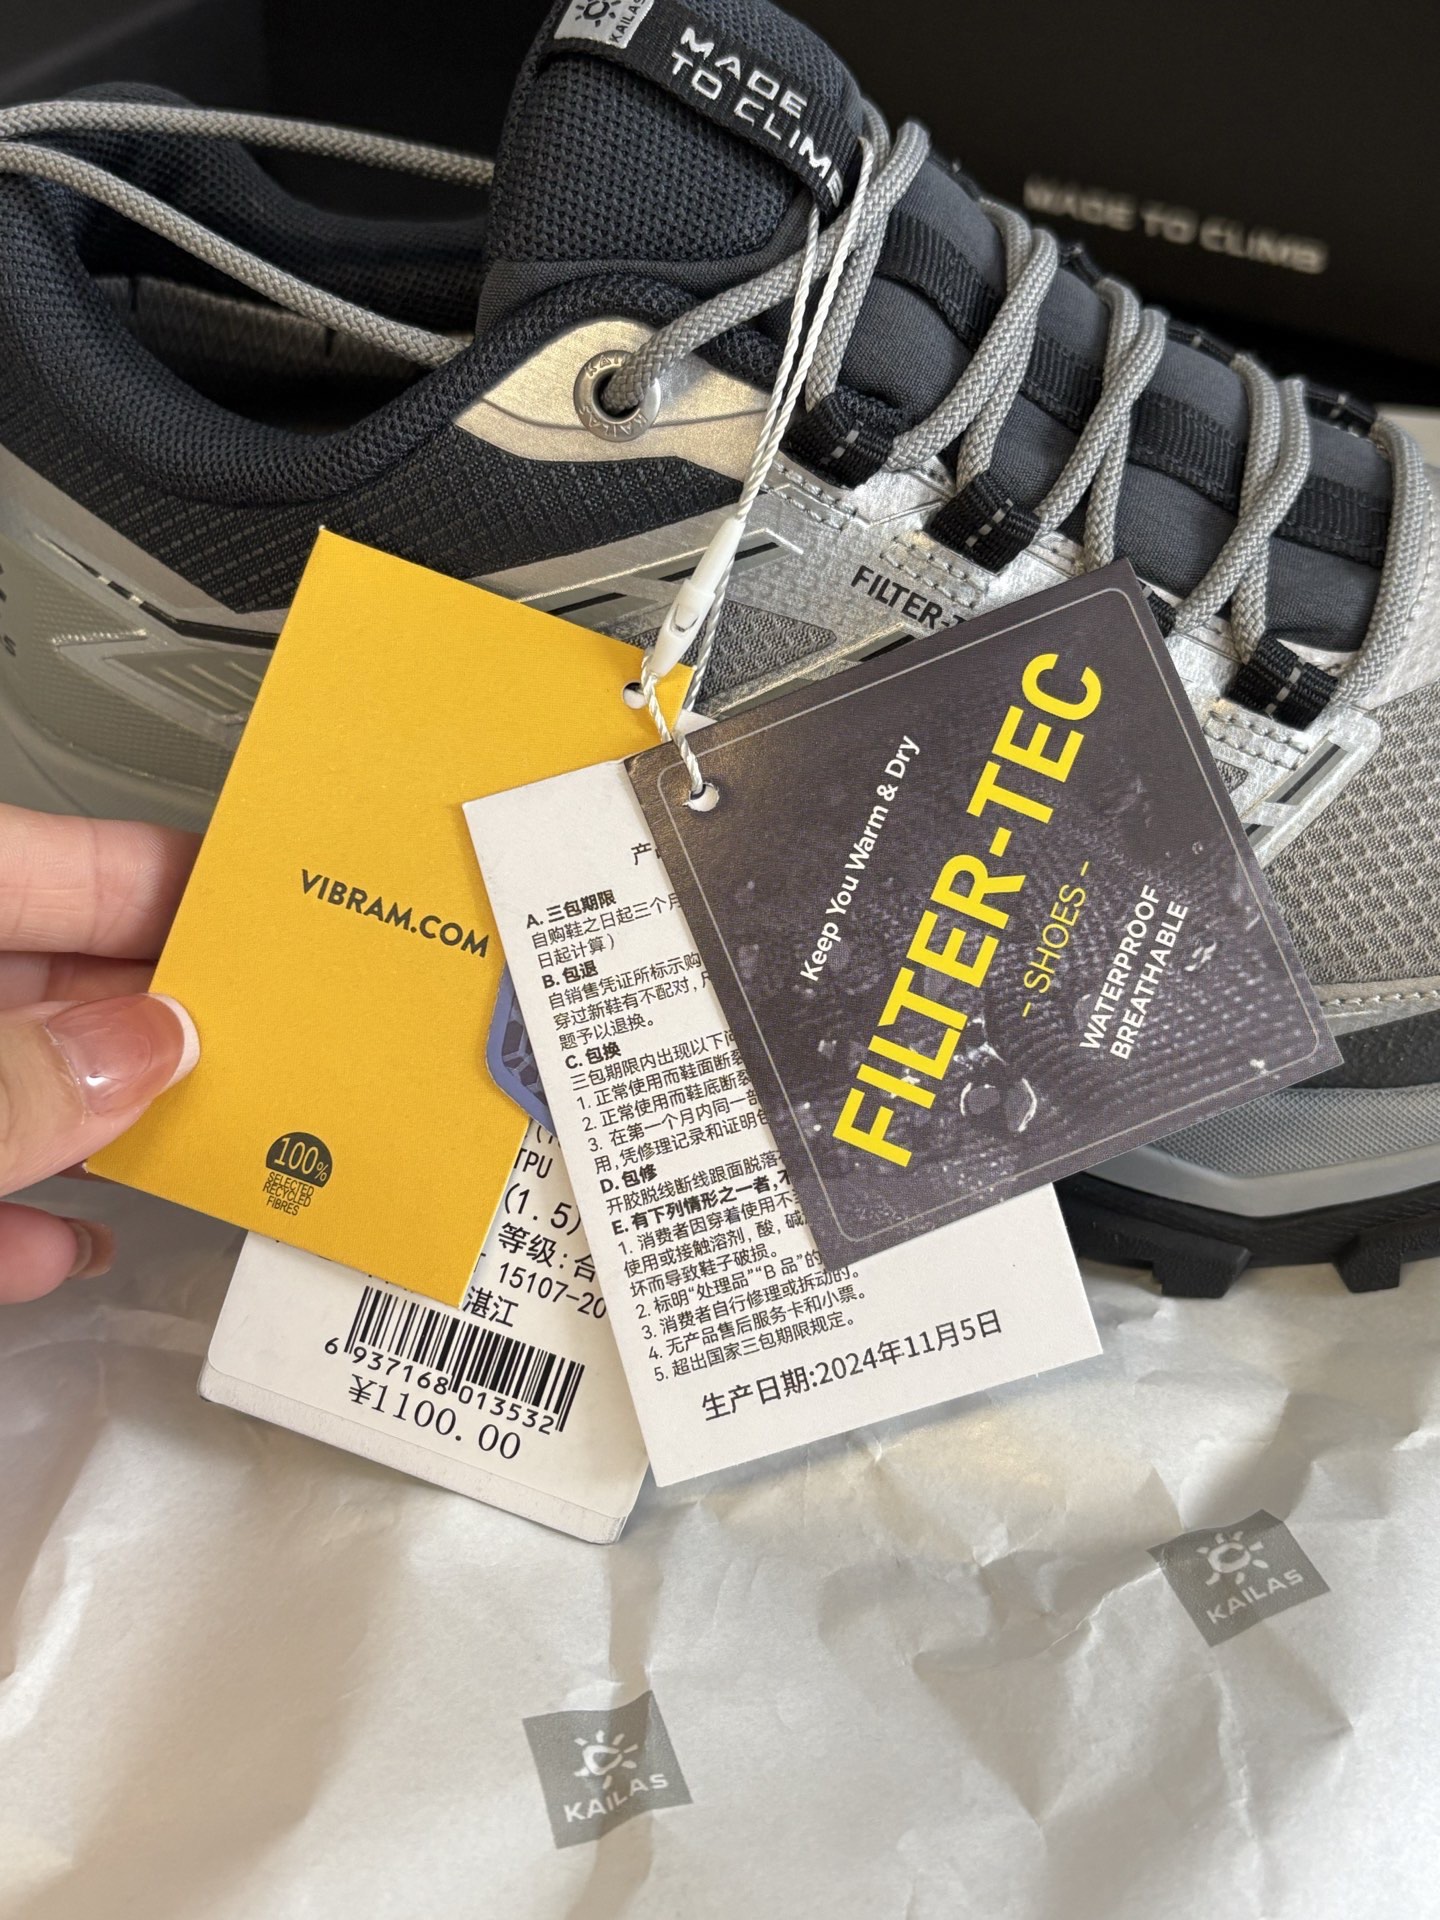 KAILAS
MADE
TO CLIMB
MADE TO CLIMB
FILTER-T
VIBRAM.COM
100%
SELECTED
RECYCLED
FIBRES
Keep You Warm & Dry
FILTER-TEC
- SHOES -
WATERPROOF
BREATHABLE
A. 三包期限
自购鞋之日起三个月
日起计算)
B. 包退
自销售凭证所标示购
穿过新鞋有不配对,
题予以退换。
C. 包换
三包期限内出现以下问
1. 正常使用而鞋面断裂
2. 正常使用而鞋底断裂
3. 在第一个月内同一部
用, 凭修理记录和证明
D. 包修
开胶脱线断线跟面脱落
E. 有下列情形之一者,不
1. 消费者因穿着使用不
使用或接触溶剂, 酸, 碱
坏而导致鞋子破损。
2. 标明“处理品”“B 品”的
3. 消费者自行修理或拆动的。
4. 无产品售后服务卡和小票。
5. 超出国家三包期限规定。
生产日期:2024年11月5日
TPU
(1.5)
等级:合
15107-20
湛江
6 937168 013532
¥1100.00
KAILAS
KAILAS